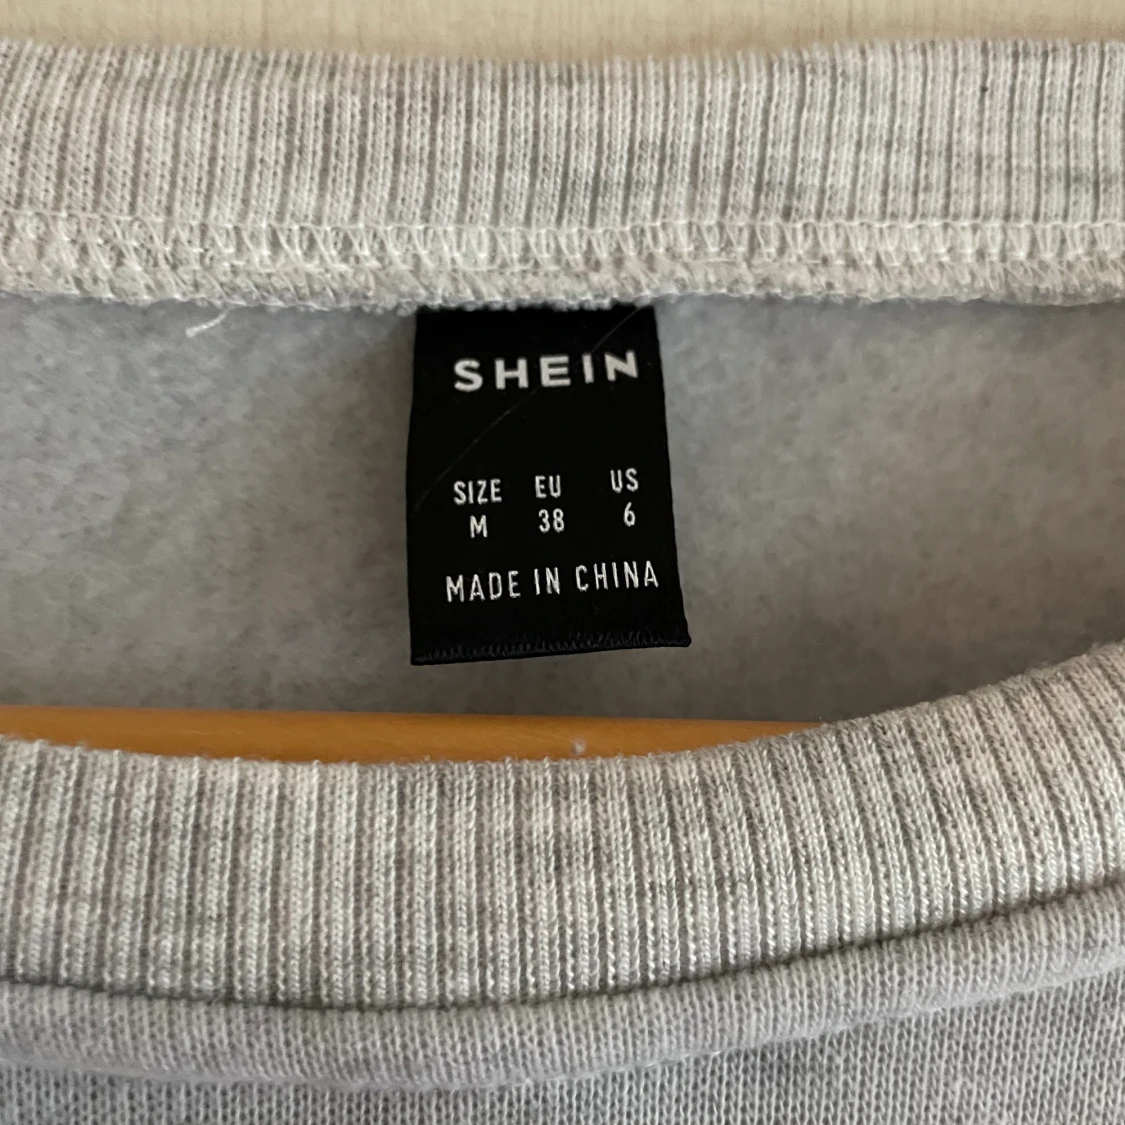 SHEIN
SIZE EU US
M 38 6
MADE IN CHINA